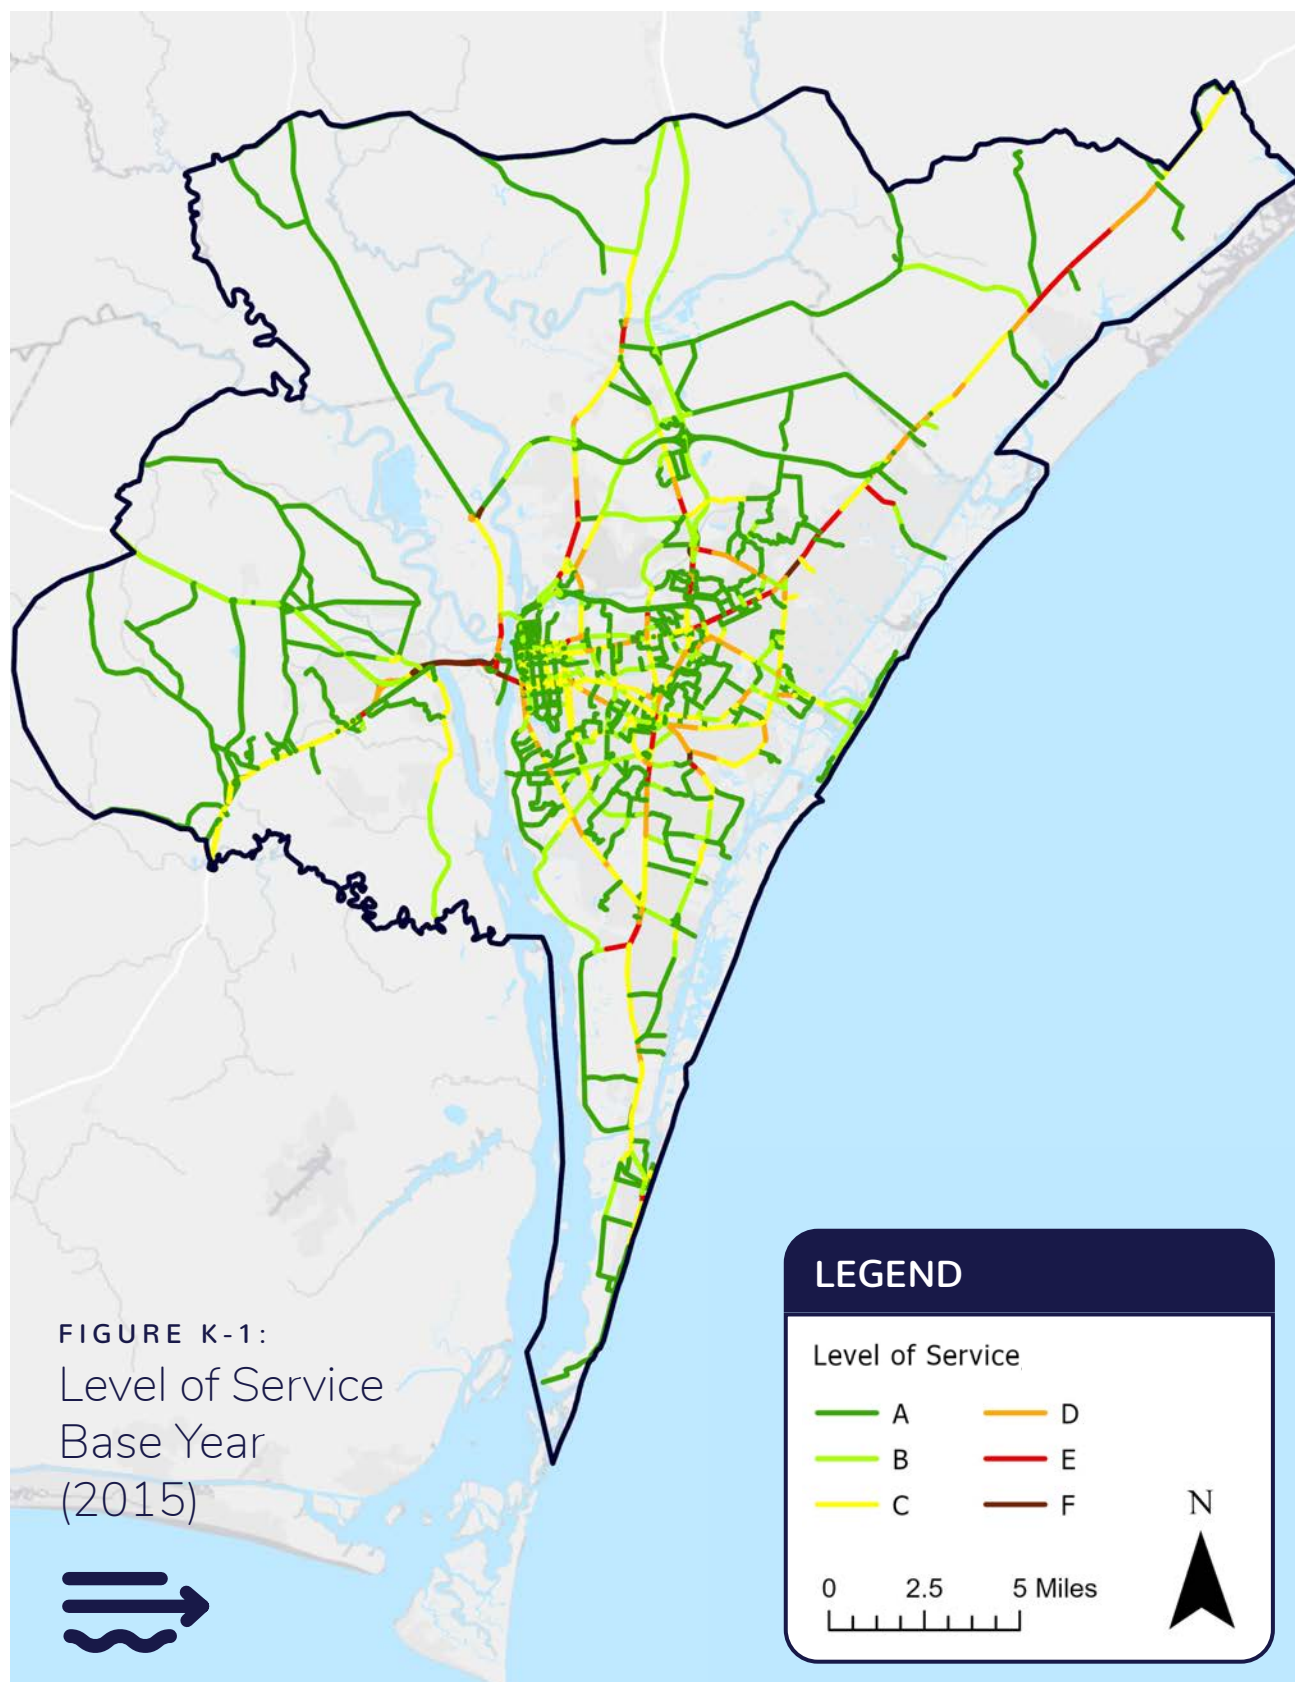 LEGEND
Level of Service
A
D
B
E
C
F
N
0 2.5 5 Miles
FIGURE K-1:
Level of Service
Base Year
(2015)